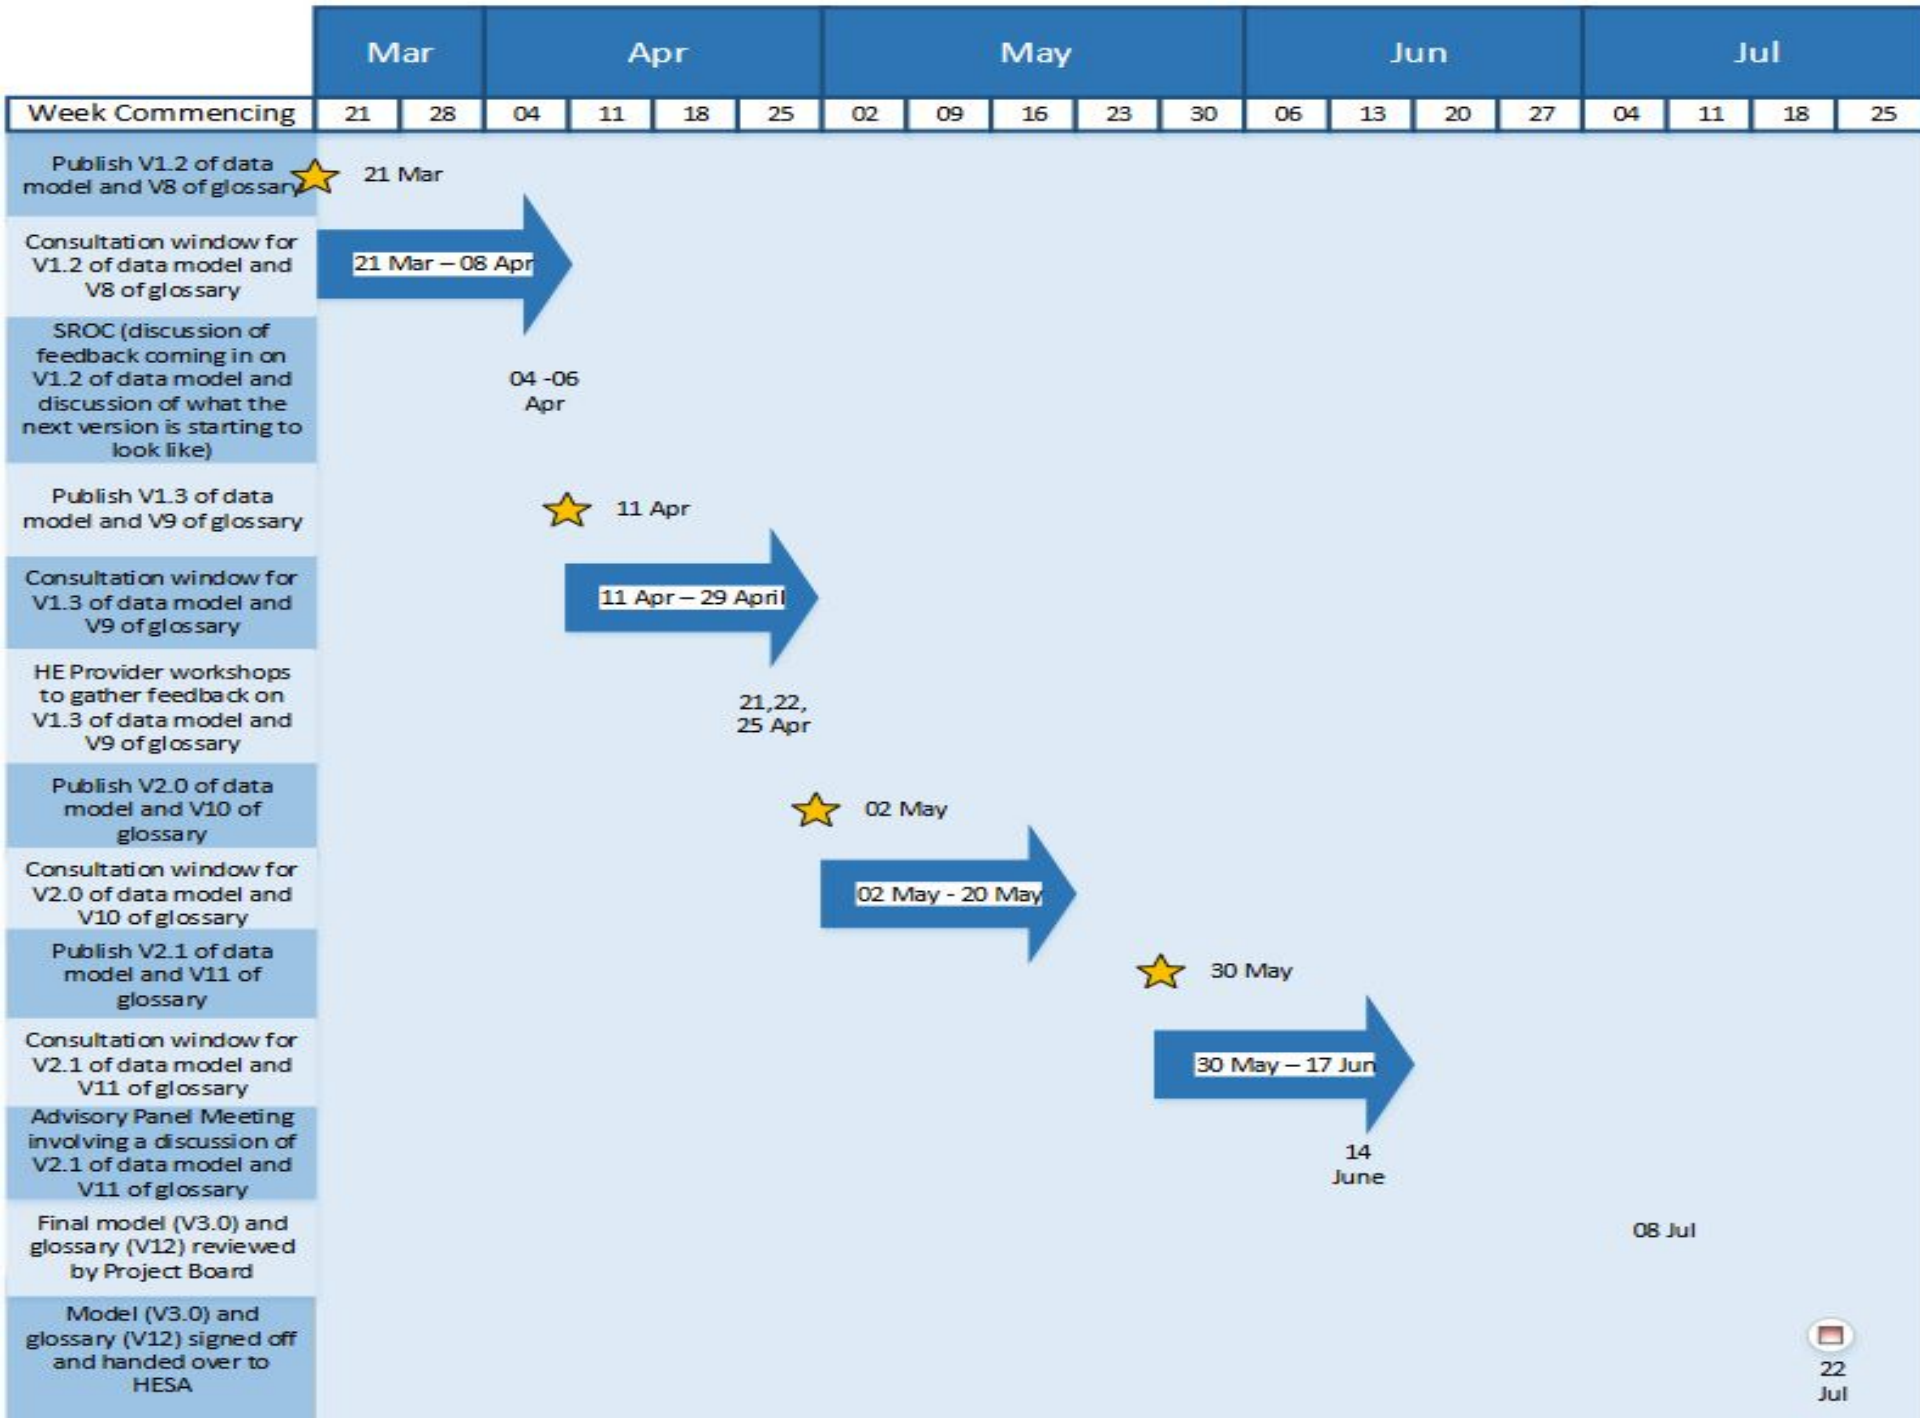 Mar Apr May Jun Jul
Week Commencing 21 28 04 11 18 25 02 09 16 23 30 06 13 20 27 04 11 18 25
Publish V1.2 of data
model and V8 of glossary
21 Mar
Consultation window for
V1.2 of data model and
V8 of glossary
21 Mar – 08 Apr
SROC (discussion of
feedback coming in on
V1.2 of data model and
discussion of what the
next version is starting to
look like)
04 -06
Apr
Publish V1.3 of data
model and V9 of glossary
11 Apr
Consultation window for
V1.3 of data model and
V9 of glossary
11 Apr – 29 April
HE Provider workshops
to gather feedback on
V1.3 of data model and
V9 of glossary
21,22,
25 Apr
Publish V2.0 of data
model and V10 of
glossary
02 May
Consultation window for
V2.0 of data model and
V10 of glossary
02 May - 20 May
Publish V2.1 of data
model and V11 of
glossary
30 May
Consultation window for
V2.1 of data model and
V11 of glossary
30 May – 17 Jun
Advisory Panel Meeting
involving a discussion of
V2.1 of data model and
V11 of glossary
14
June
Final model (V3.0) and
glossary (V12) reviewed
by Project Board
08 Jul
Model (V3.0) and
glossary (V12) signed off
and handed over to
HESA
22
Jul